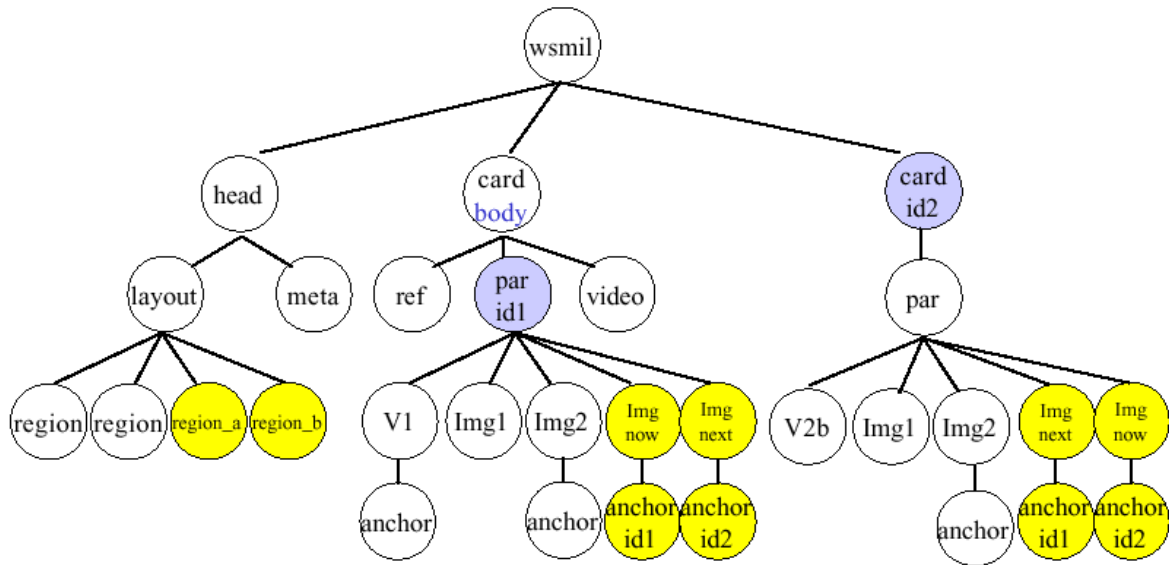 wsmil
head
card
body
card
id2
layout
meta
ref
par
id1
video
par
region
region
region_a
region_b
V1
Img1
Img2
Img
now
Img
next
V2b
Img1
Img2
Img
next
Img
now
anchor
anchor
anchor
id1
anchor
id2
anchor
anchor
id1
anchor
id2